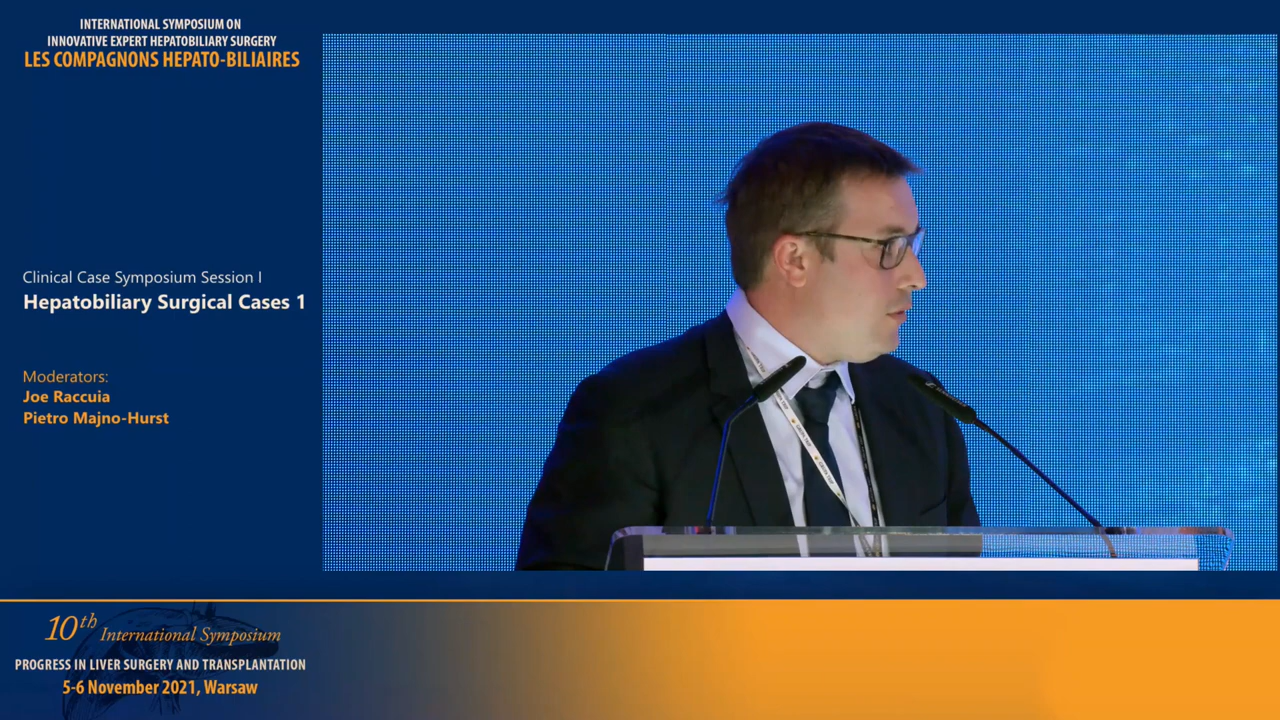 INTERNATIONAL SYMPOSIUM ON
INNOVATIVE EXPERT HEPATOBILIARY SURGERY
LES COMPAGNONS HEPATO-BILIAIRES
Clinical Case Symposium Session I
Hepatobiliary Surgical Cases 1
Moderators:
Joe Raccuia
Pietro Majno-Hurst
10th International Symposium
PROGRESS IN LIVER SURGERY AND TRANSPLANTATION
5-6 November 2021, Warsaw